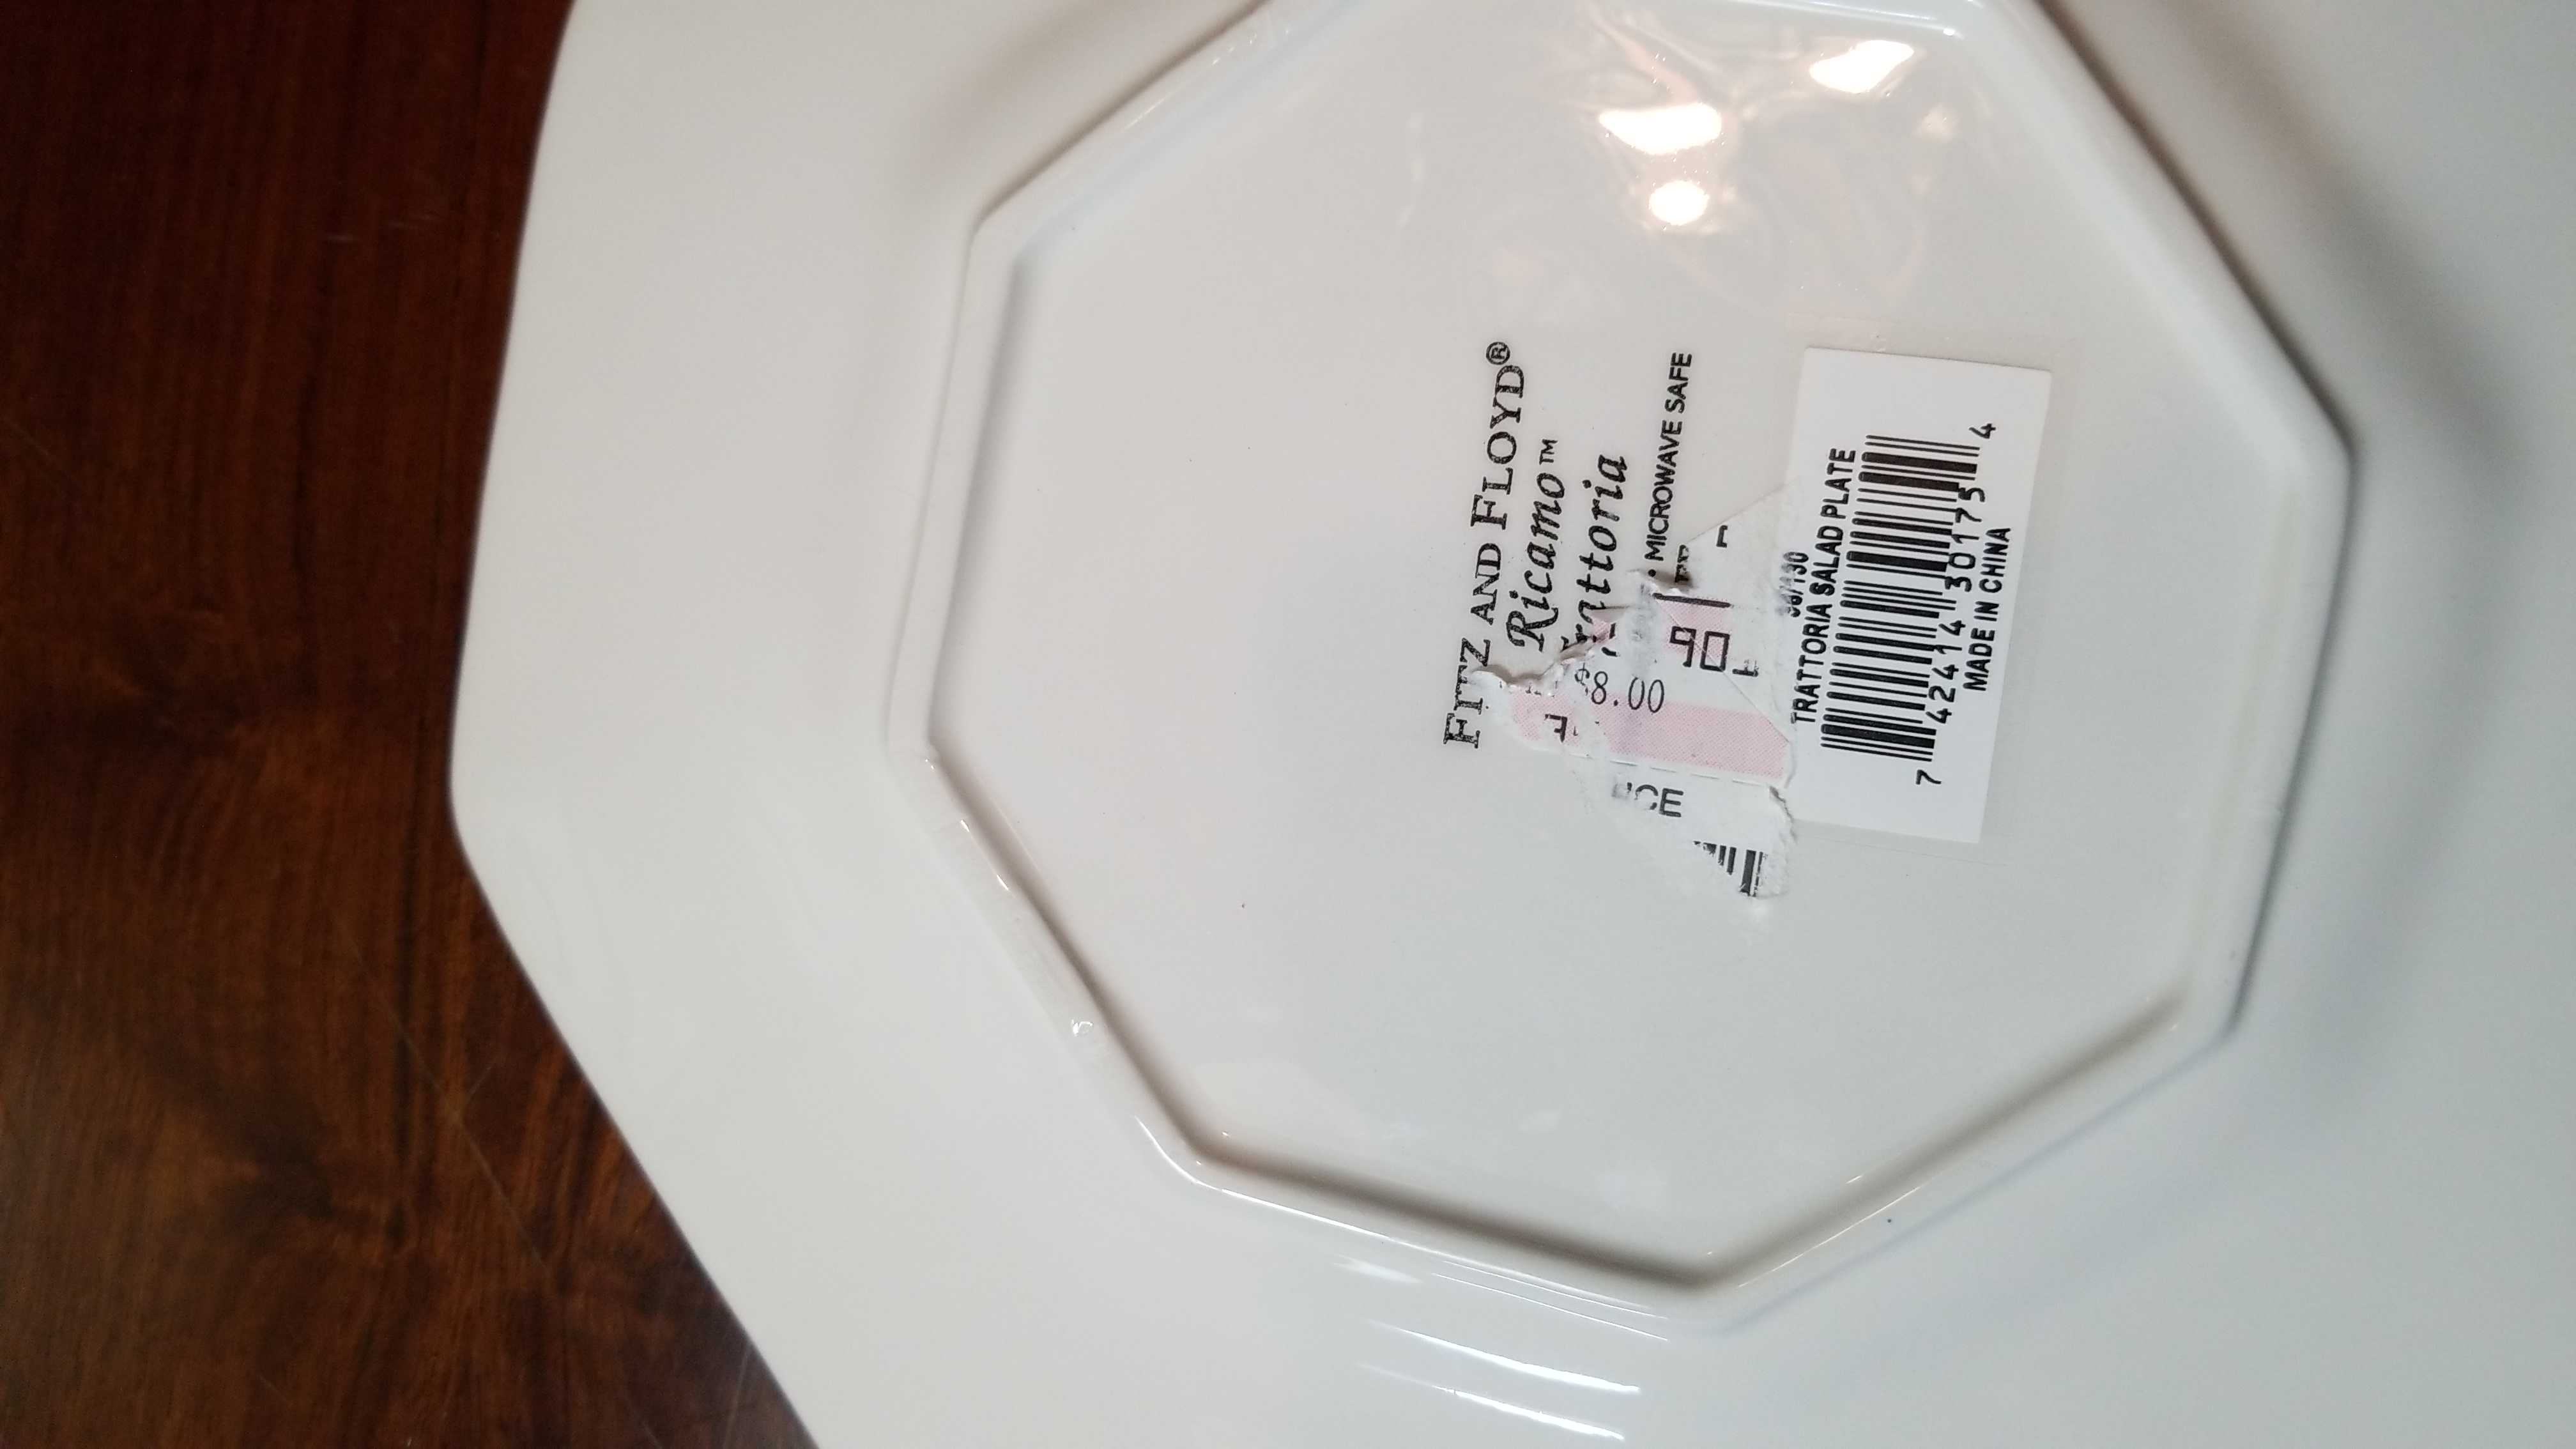 FITZ AND FLOYD®
Ricamo™
Trattoria
• MICROWAVE SAFE
$8.00
90
TRATTORIA SALAD PLATE
7 42414 30175 4
MADE IN CHINA